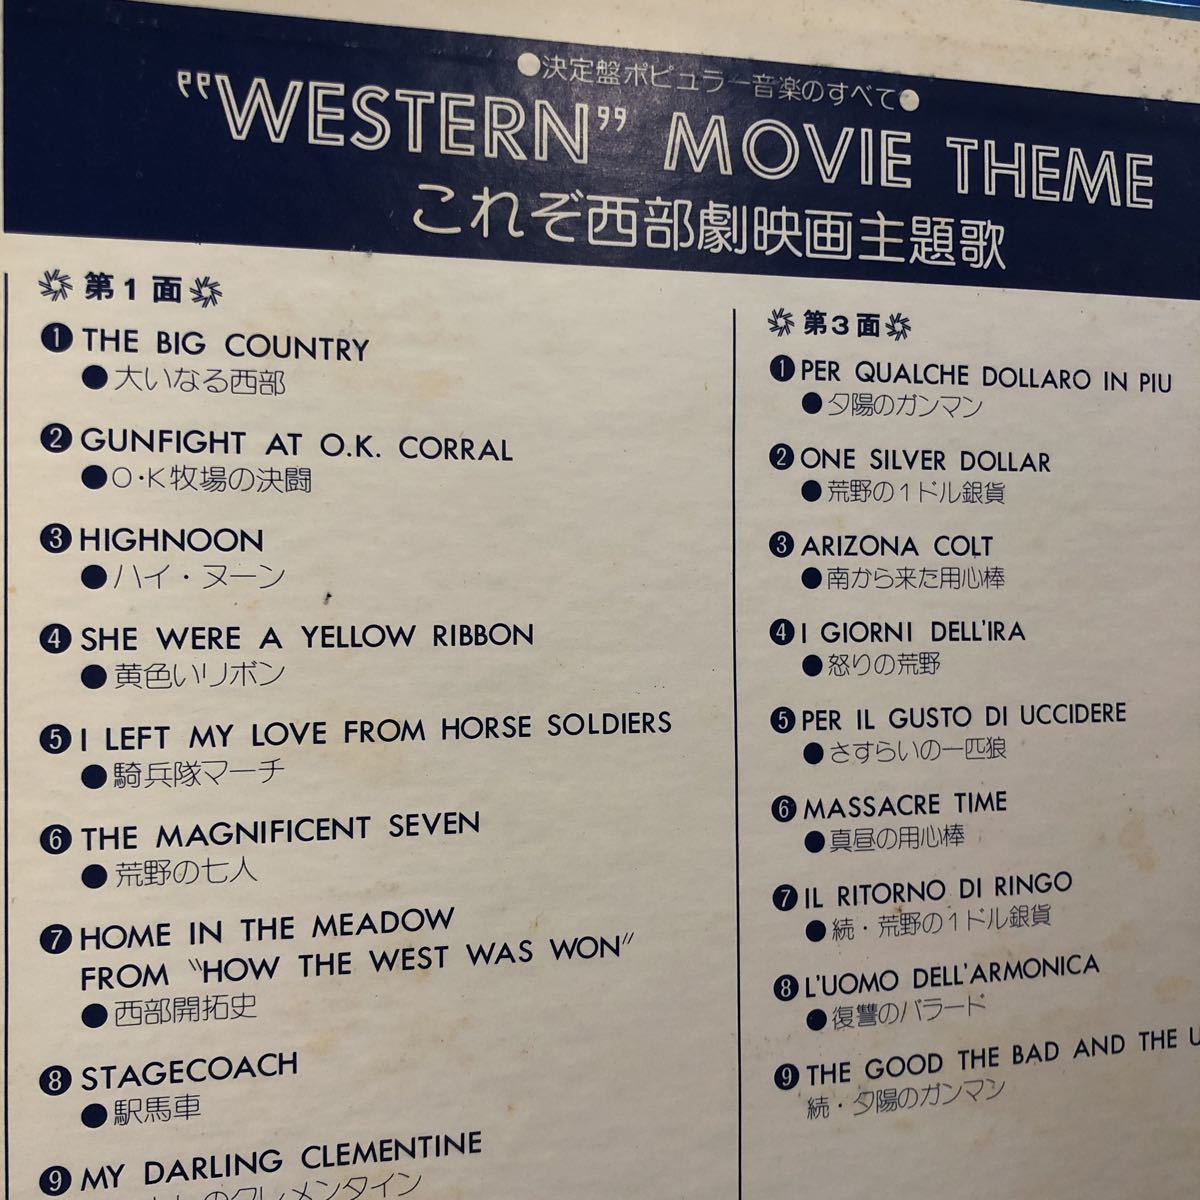 ●決定盤ポピュラー音楽のすべて●
"WESTERN" MOVIE THEME
これぞ西部劇映画主題歌
第1面
❶ THE BIG COUNTRY
●大いなる西部
❷ GUNFIGHT AT O.K. CORRAL
●O・K牧場の決闘
❸ HIGHNOON
●ハイ・ヌーン
❹ SHE WERE A YELLOW RIBBON
●黄色いリボン
❺ I LEFT MY LOVE FROM HORSE SOLDIERS
●騎兵隊マーチ
❻ THE MAGNIFICENT SEVEN
●荒野の七人
❼ HOME IN THE MEADOW
FROM "HOW THE WEST WAS WON"
●西部開拓史
❽ STAGECOACH
●駅馬車
❾ MY DARLING CLEMENTINE
のクレメンタイン
第3面
❶ PER QUALCHE DOLLARO IN PIU
●夕陽のガンマン
❷ ONE SILVER DOLLAR
●荒野の1ドル銀貨
❸ ARIZONA COLT
●南から来た用心棒
❹ I GIORNI DELL'IRA
●怒りの荒野
❺ PER IL GUSTO DI UCCIDERE
●さすらいの一匹狼
❻ MASSACRE TIME
●真昼の用心棒
❼ IL RITORNO DI RINGO
●続・荒野の1ドル銀貨
❽ L'UOMO DELL'ARMONICA
●復讐のバラード
❾ THE GOOD THE BAD AND THE U
続・夕陽のガンマン